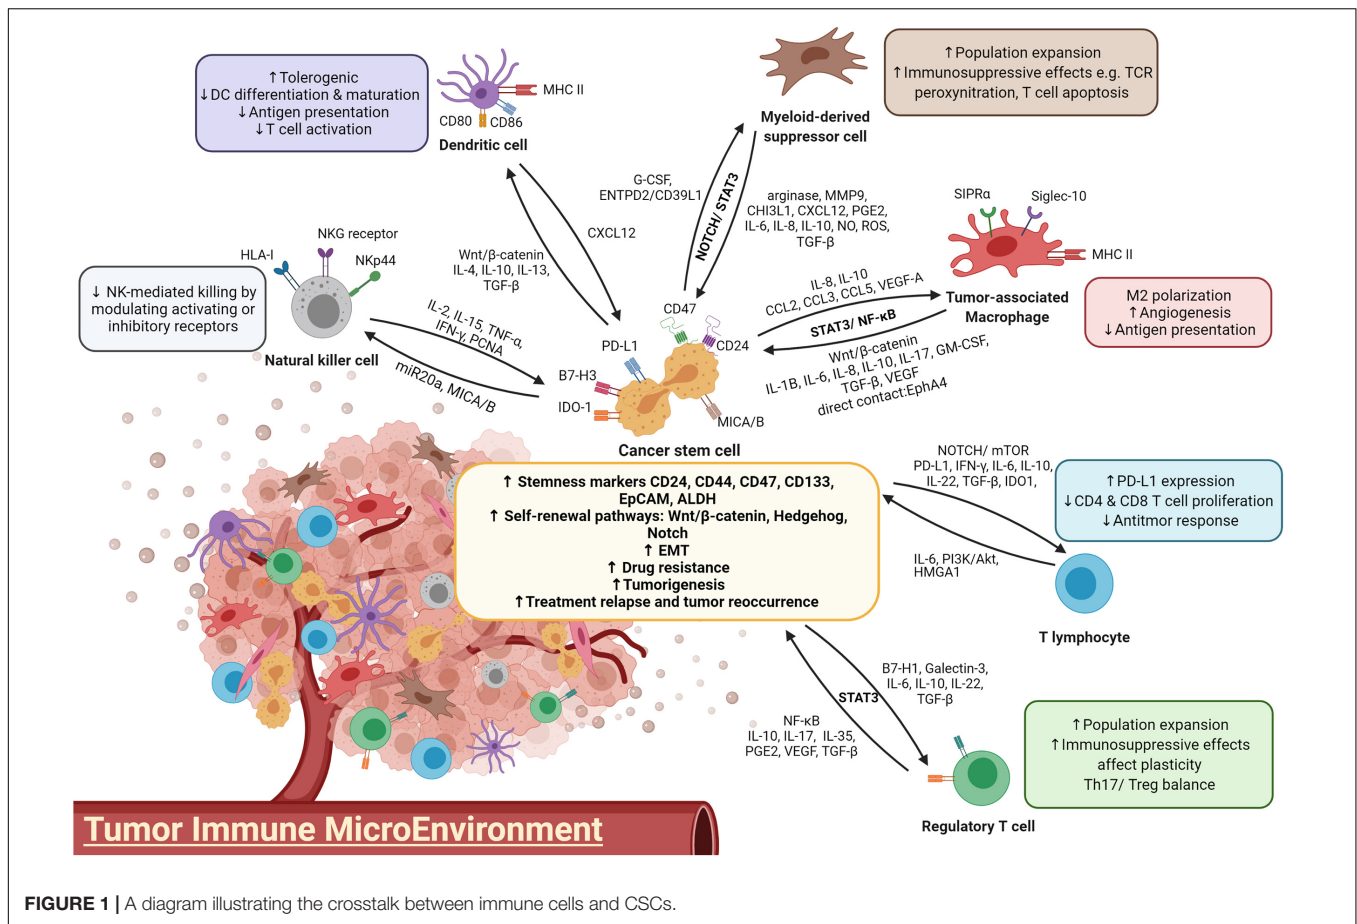 ↑Tolerogenic
↓DC differentiation & maturation
↓Antigen presentation
↓T cell activation
MHC II
CD80
CD86
Dendritic cell
Myeloid-derived
suppressor cell
↑Population expansion
↑Immunosuppressive effects e.g. TCR
peroxynitration, T cell apoptosis
G-CSF,
ENTPD2/CD39L1
NOTCH/ STAT3
arginase, MMP9,
CHI3L1, CXCL12, PGE2,
IL-6, IL-8, IL-10, NO, ROS,
TGF-β
SIPRα
Siglec-10
MHC II
Tumor-associated
Macrophage
M2 polarization
↑Angiogenesis
↓Antigen presentation
CXCL12
Wnt/β-catenin
IL-4, IL-10, IL-13,
TGF-β
HLA-I
NKG receptor
NKp44
↓ NK-mediated killing by
modulating activating or
inhibitory receptors
Natural killer cell
IL-2, IL-15, TNF-α,
IFN-γ, PCNA
miR20a, MICA/B
IL-8, IL-10
CCL2, CCL3, CCL5, VEGF-A
STAT3/ NF-κB
Wnt/β-catenin
IL-1B, IL-6, IL-8, IL-10, IL-17, GM-CSF,
TGF-β, VEGF
direct contact:EphA4
CD47
CD24
PD-L1
B7-H3
IDO-1
MICA/B
Cancer stem cell
↑ Stemness markers CD24, CD44, CD47, CD133,
EpCAM, ALDH
↑ Self-renewal pathways: Wnt/β-catenin, Hedgehog,
Notch
↑ EMT
↑ Drug resistance
↑Tumorigenesis
↑Treatment relapse and tumor reoccurrence
NOTCH/ mTOR
PD-L1, IFN-γ, IL-6, IL-10,
IL-22, TGF-β, IDO1,
↑PD-L1 expression
↓CD4 & CD8 T cell proliferation
↓Antitmor response
IL-6, PI3K/Akt,
HMGA1
T lymphocyte
B7-H1, Galectin-3,
IL-6, IL-10, IL-22,
TGF-β
STAT3
NF-κB
IL-10, IL-17, IL-35,
PGE2, VEGF, TGF-β
↑Population expansion
↑Immunosuppressive effects
affect plasticity
Th17/ Treg balance
Regulatory T cell
Tumor Immune MicroEnvironment
FIGURE 1 | A diagram illustrating the crosstalk between immune cells and CSCs.